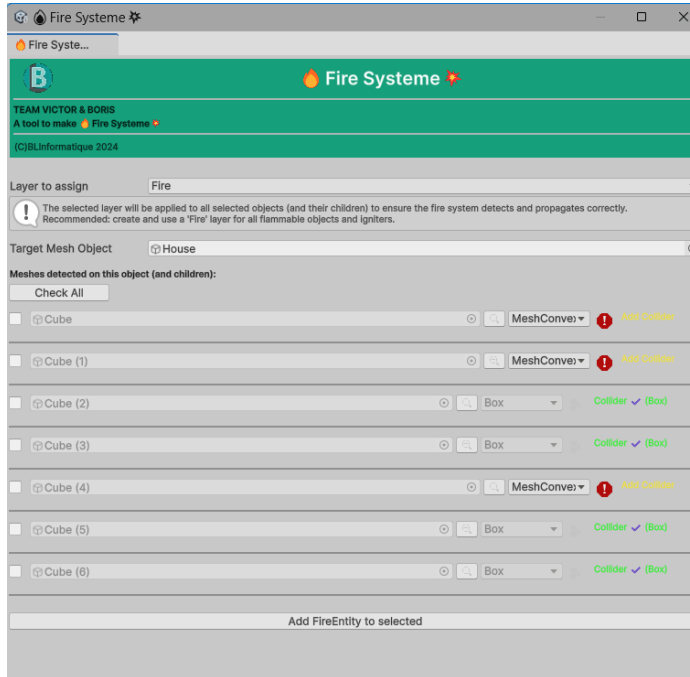 Fire Systeme
Fire Syste...
B
Fire Systeme
TEAM VICTOR & BORIS
A tool to make Fire Systeme
(C)BLInformatique 2024
Layer to assign Fire
The selected layer will be applied to all selected objects (and their children) to ensure the fire system detects and propagates correctly.
Recommended: create and use a 'Fire' layer for all flammable objects and igniters.
Target Mesh Object House
Meshes detected on this object (and children):
Check All
Cube MeshConvex Add Collider
Cube (1) MeshConvex Add Collider
Cube (2) Box Collider ✓ (Box)
Cube (3) Box Collider ✓ (Box)
Cube (4) MeshConvex Add Collider
Cube (5) Box Collider ✓ (Box)
Cube (6) Box Collider ✓ (Box)
Add FireEntity to selected